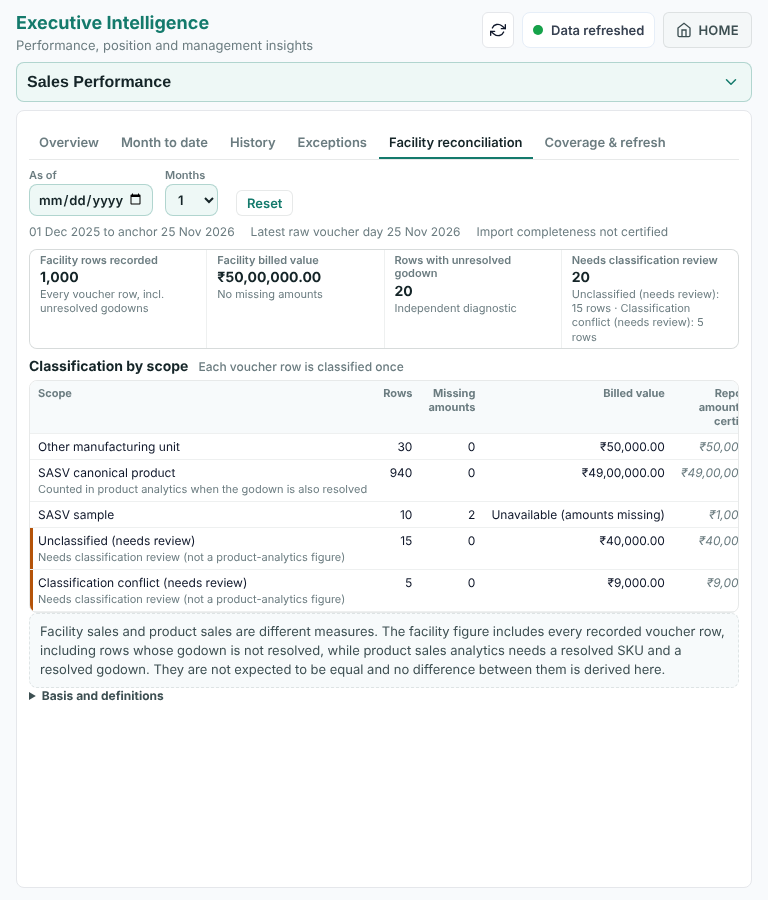 Executive Intelligence
Performance, position and management insights
Data refreshed
HOME
Sales Performance
Overview Month to date History Exceptions Facility reconciliation Coverage & refresh
As of Months
mm/dd/yyyy 1 Reset
01 Dec 2025 to anchor 25 Nov 2026 Latest raw voucher day 25 Nov 2026 Import completeness not certified
Facility rows recorded
1,000
Every voucher row, incl.
unresolved godowns
Facility billed value
₹50,00,000.00
No missing amounts
Rows with unresolved
godown
20
Independent diagnostic
Needs classification review
20
Unclassified (needs review):
15 rows · Classification
conflict (needs review): 5
rows
Classification by scope Each voucher row is classified once
Scope Rows Missing
amounts Billed value Repo
amount
certi
Other manufacturing unit 30 0 ₹50,000.00 ₹50,00
SASV canonical product 940 0 ₹49,00,000.00 ₹49,00,00
Counted in product analytics when the godown is also resolved
SASV sample 10 2 Unavailable (amounts missing) ₹1,00
Unclassified (needs review) 15 0 ₹40,000.00 ₹40,00
Needs classification review (not a product-analytics figure)
Classification conflict (needs review) 5 0 ₹9,000.00 ₹9,00
Needs classification review (not a product-analytics figure)
Facility sales and product sales are different measures. The facility figure includes every recorded voucher row,
including rows whose godown is not resolved, while product sales analytics needs a resolved SKU and a
resolved godown. They are not expected to be equal and no difference between them is derived here.
Basis and definitions